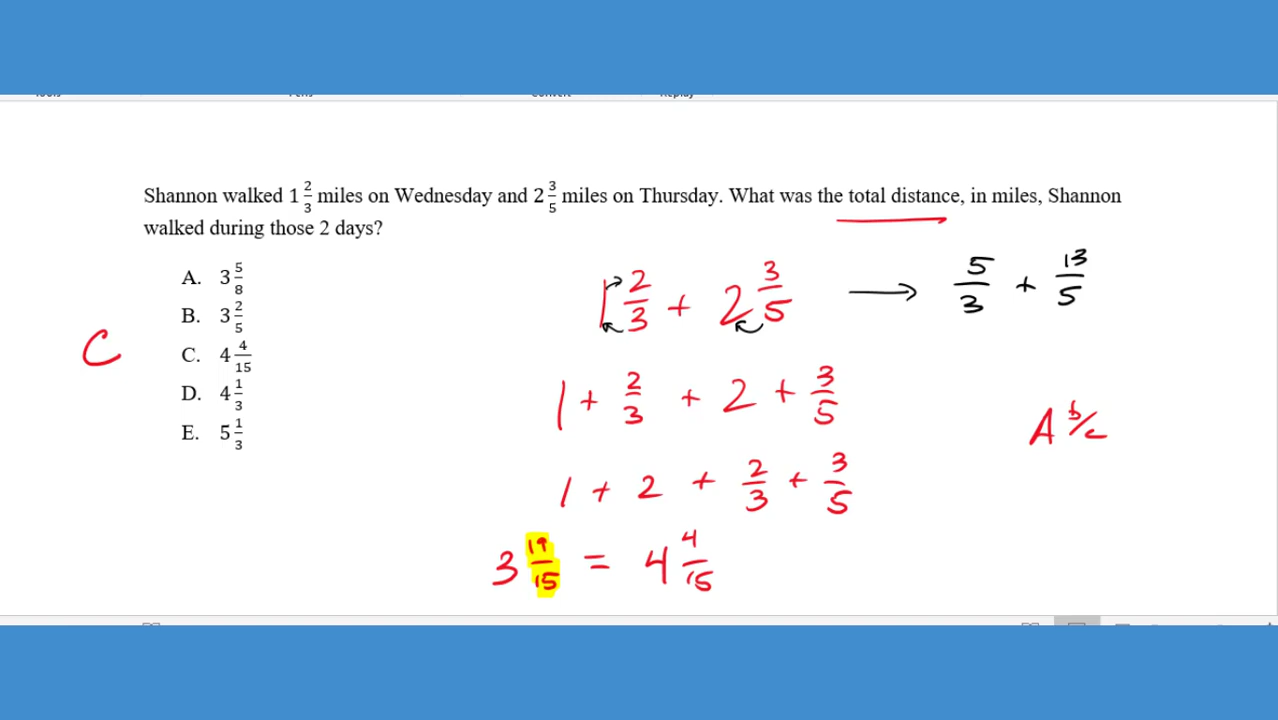 Shannon walked 1 2/3 miles on Wednesday and 2 3/5 miles on Thursday. What was the total distance, in miles, Shannon
walked during those 2 days?
A. 3 5/8
B. 3 2/5
C. 4 4/15
D. 4 1/3
E. 5 1/3
C
1 2/3 + 2 3/5 → 5/3 + 13/5
1 + 2/3 + 2 + 3/5
A b/c
1 + 2 + 2/3 + 3/5
3 19/15 = 4 4/15